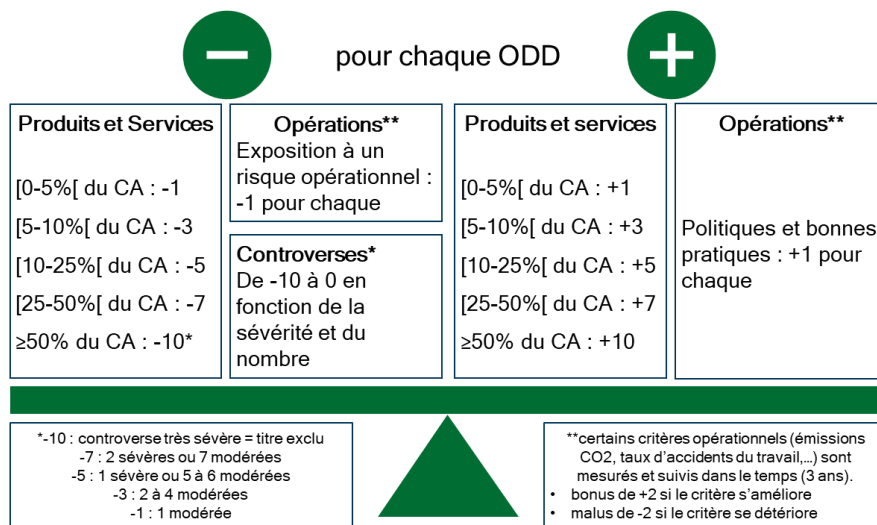 pour chaque ODD
Produits et Services
[0-5%[ du CA : -1
[5-10%[ du CA : -3
[10-25%[ du CA : -5
[25-50%[ du CA : -7
≥50% du CA : -10*
Opérations**
Exposition à un
risque opérationnel :
-1 pour chaque
Controverses*
De -10 à 0 en
fonction de la
sévérité et du
nombre
Produits et services
[0-5%[ du CA : +1
[5-10%[ du CA : +3
[10-25%[ du CA : +5
[25-50%[ du CA : +7
≥50% du CA : +10
Opérations**
Politiques et bonnes
pratiques : +1 pour
chaque
*-10 : controverse très sévère = titre exclu
-7 : 2 sévères ou 7 modérées
-5 : 1 sévère ou 5 à 6 modérées
-3 : 2 à 4 modérées
-1 : 1 modérée
**certains critères opérationnels (émissions
CO2, taux d'accidents du travail,...) sont
mesurés et suivis dans le temps (3 ans).
• bonus de +2 si le critère s'améliore
• malus de -2 si le critère se détériore